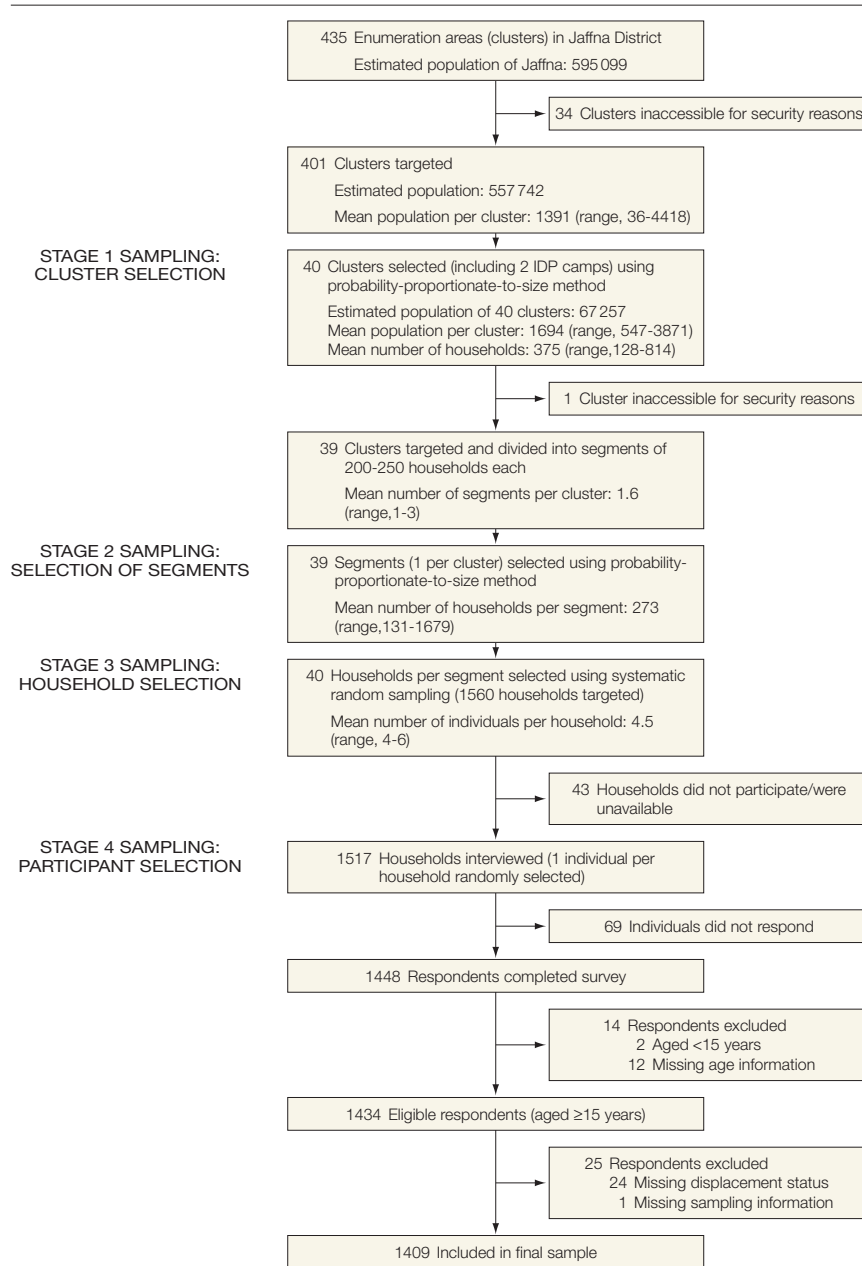 435 Enumeration areas (clusters) in Jaffna District
Estimated population of Jaffna: 595 099
34 Clusters inaccessible for security reasons
401 Clusters targeted
Estimated population: 557 742
Mean population per cluster: 1391 (range, 36-4418)
STAGE 1 SAMPLING:
CLUSTER SELECTION
40 Clusters selected (including 2 IDP camps) using
probability-proportionate-to-size method
Estimated population of 40 clusters: 67 257
Mean population per cluster: 1694 (range, 547-3871)
Mean number of households: 375 (range,128-814)
1 Cluster inaccessible for security reasons
39 Clusters targeted and divided into segments of
200-250 households each
Mean number of segments per cluster: 1.6
(range,1-3)
STAGE 2 SAMPLING:
SELECTION OF SEGMENTS
39 Segments (1 per cluster) selected using probability-
proportionate-to-size method
Mean number of households per segment: 273
(range,131-1679)
STAGE 3 SAMPLING:
HOUSEHOLD SELECTION
40 Households per segment selected using systematic
random sampling (1560 households targeted)
Mean number of individuals per household: 4.5
(range, 4-6)
43 Households did not participate/were
unavailable
STAGE 4 SAMPLING:
PARTICIPANT SELECTION
1517 Households interviewed (1 individual per
household randomly selected)
69 Individuals did not respond
1448 Respondents completed survey
14 Respondents excluded
2 Aged <15 years
12 Missing age information
1434 Eligible respondents (aged ≥15 years)
25 Respondents excluded
24 Missing displacement status
1 Missing sampling information
1409 Included in final sample